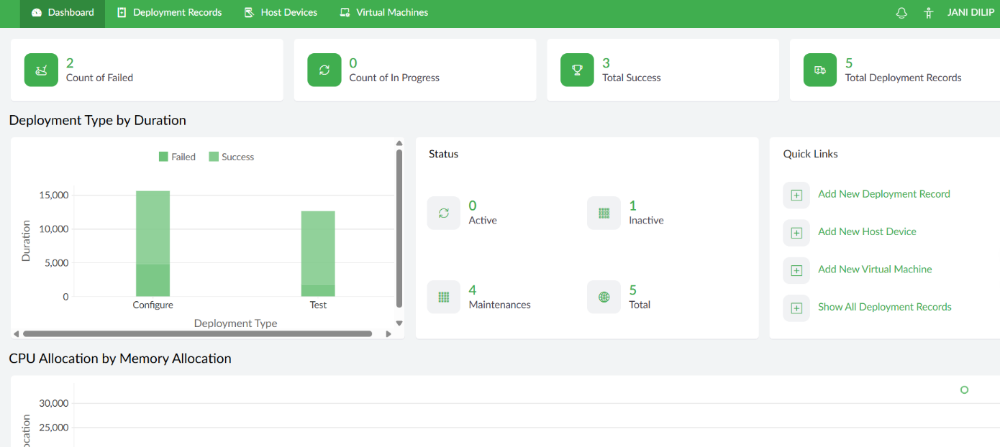 Dashboard Deployment Records Host Devices Virtual Machines JANI DILIP
2
Count of Failed
0
Count of In Progress
3
Total Success
5
Total Deployment Records
Deployment Type by Duration
Failed Success
15,000
10,000
5,000
0
Duration
Configure Test
Deployment Type
Status
0
Active
1
Inactive
4
Maintenances
5
Total
Quick Links
Add New Deployment Record
Add New Host Device
Add New Virtual Machine
Show All Deployment Records
CPU Allocation by Memory Allocation
30,000
25,000
ocation